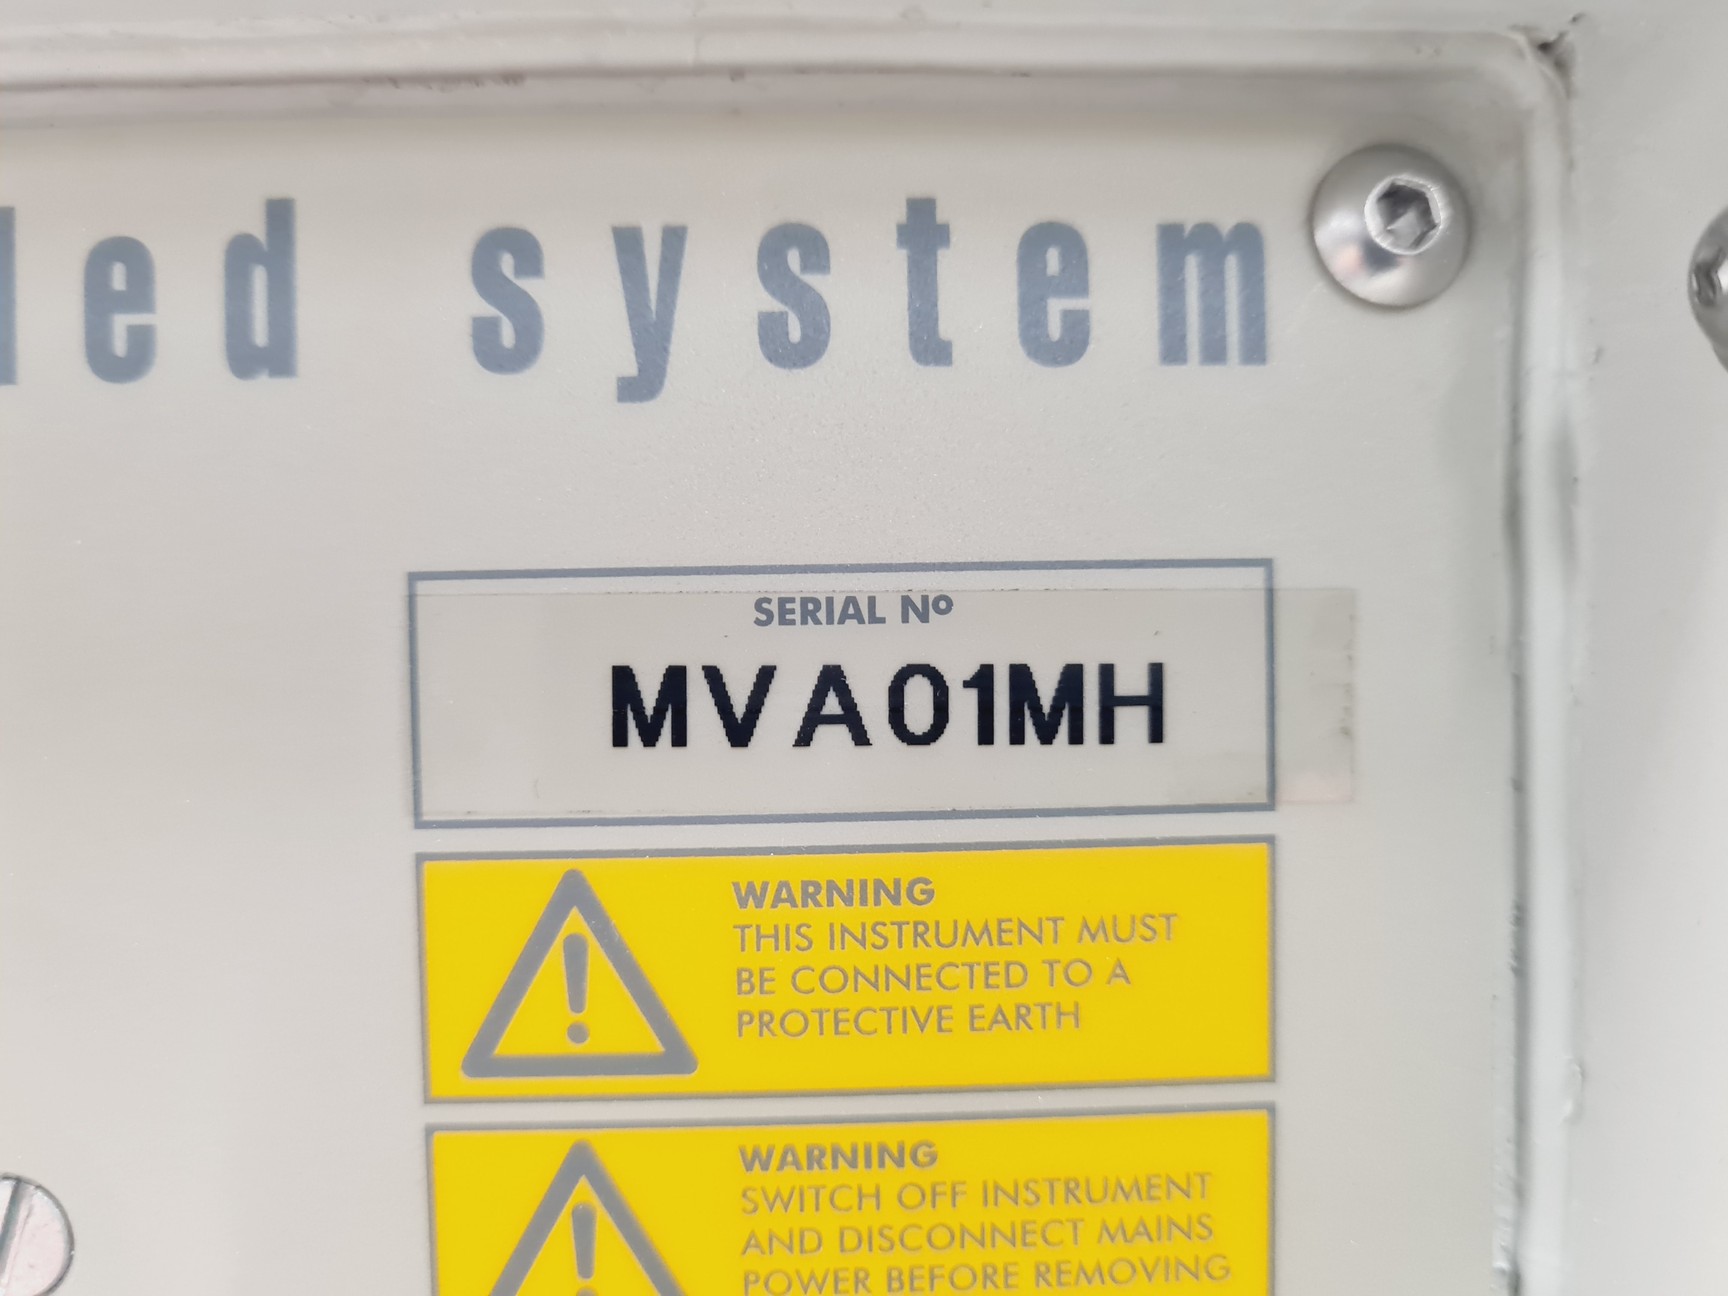 led system
SERIAL Nº
MVA01MH
WARNING
THIS INSTRUMENT MUST
BE CONNECTED TO A
PROTECTIVE EARTH
WARNING
SWITCH OFF INSTRUMENT
AND DISCONNECT MAINS
POWER BEFORE REMOVING